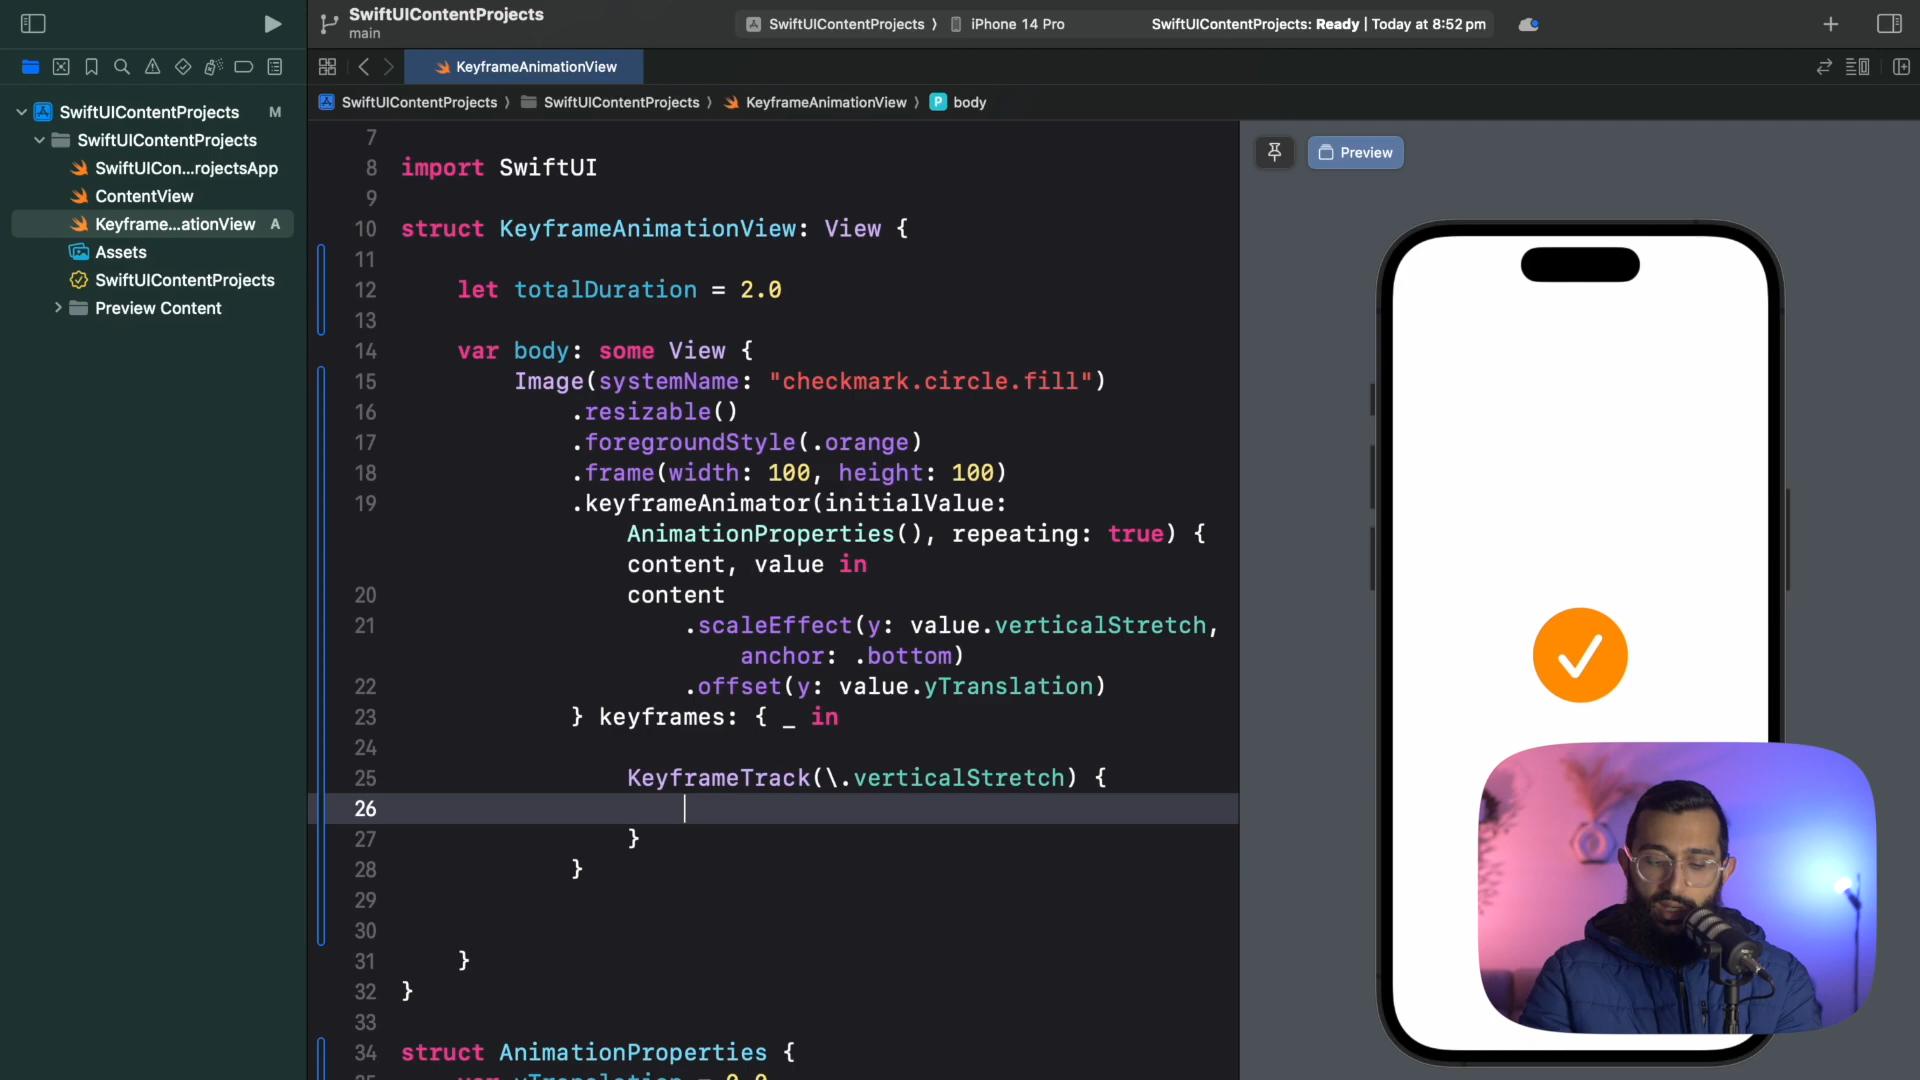 SwiftUIContentProjects
main
SwiftUIContentProjects ⟩ iPhone 14 Pro
SwiftUIContentProjects: Ready | Today at 8:52 pm
KeyframeAnimationView
SwiftUIContentProjects ⟩ SwiftUIContentProjects ⟩ KeyframeAnimationView ⟩ P body
SwiftUIContentProjects M
SwiftUIContentProjects
SwiftUICon...rojectsApp
ContentView
Keyframe...ationView A
Assets
SwiftUIContentProjects
Preview Content
7
8 import SwiftUI
9
10 struct KeyframeAnimationView: View {
11
12 let totalDuration = 2.0
13
14 var body: some View {
15 Image(systemName: "checkmark.circle.fill")
16 .resizable()
17 .foregroundStyle(.orange)
18 .frame(width: 100, height: 100)
19 .keyframeAnimator(initialValue:
AnimationProperties(), repeating: true) {
content, value in
20 content
21 .scaleEffect(y: value.verticalStretch,
anchor: .bottom)
22 .offset(y: value.yTranslation)
23 } keyframes: { _ in
24
25 KeyframeTrack(\.verticalStretch) {
26
27 }
28 }
29
30
31 }
32 }
33
34 struct AnimationProperties {
Preview